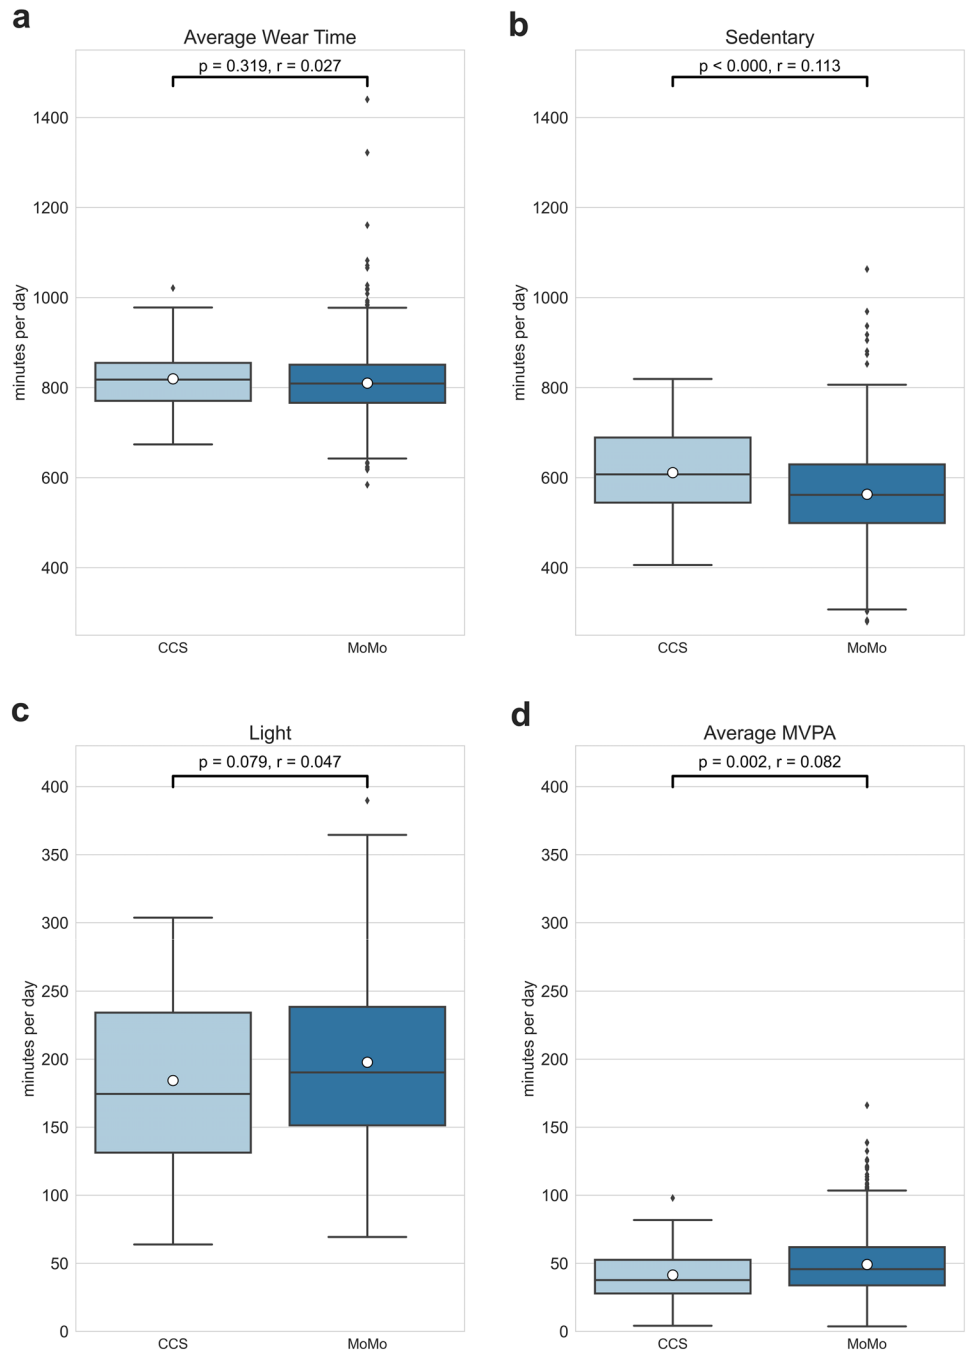 a
Average Wear Time
p = 0.319, r = 0.027
1400
1200
1000
800
600
400
minutes per day
CCS MoMo
b
Sedentary
p < 0.000, r = 0.113
1400
1200
1000
800
600
400
minutes per day
CCS MoMo
c
Light
p = 0.079, r = 0.047
400
350
300
250
200
150
100
50
0
minutes per day
CCS MoMo
d
Average MVPA
p = 0.002, r = 0.082
400
350
300
250
200
150
100
50
0
minutes per day
CCS MoMo